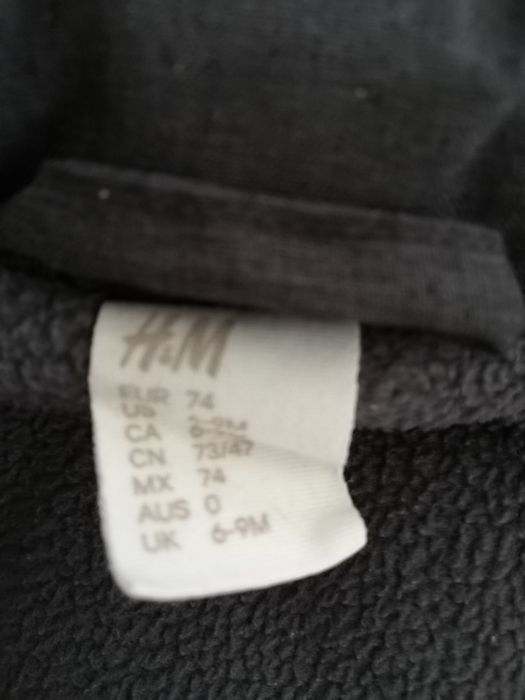 H&M
EUR 74
US
CA 6-9M
CN 73/47
MX 74
AUS 0
UK 6-9M